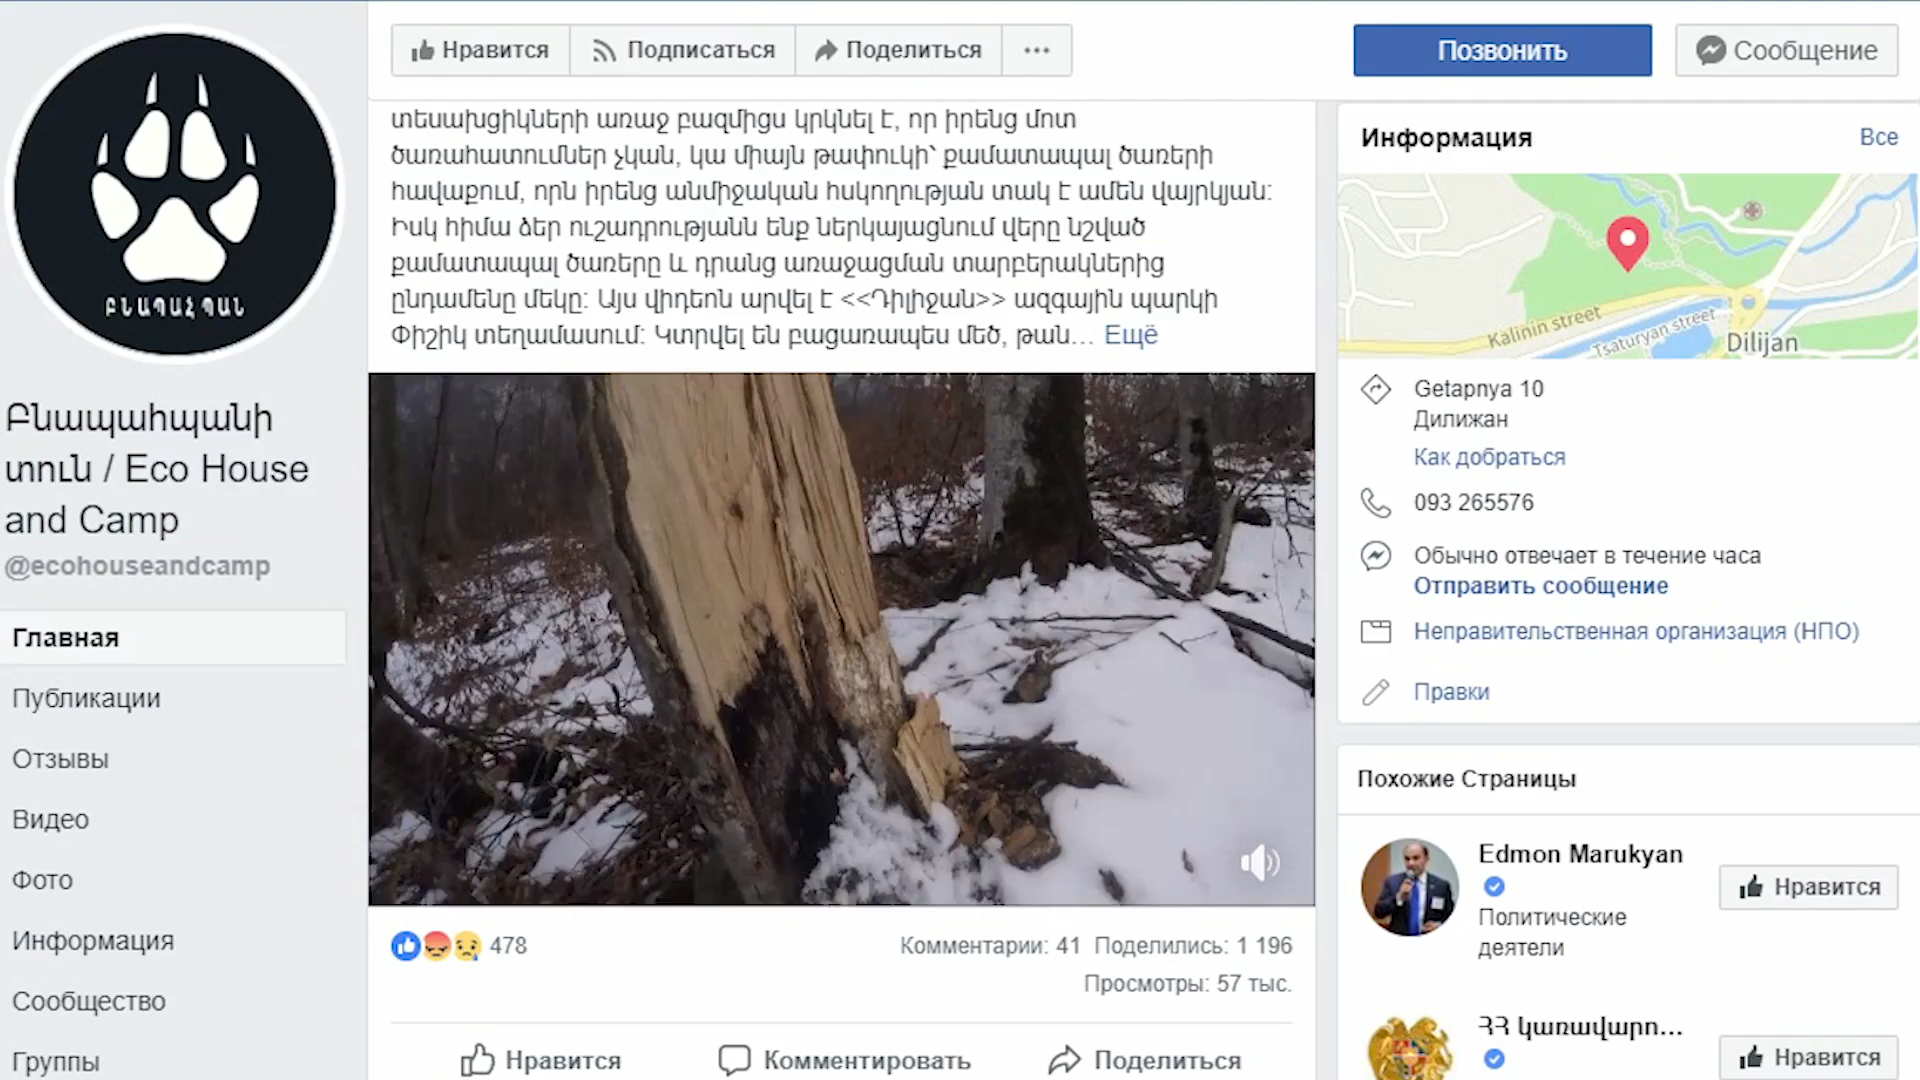 ԲՆԱՊԱՀՊԱՆ
Բնապահպանի
տուն / Eco House
and Camp
@ecohouseandcamp
Главная
Публикации
Отзывы
Видео
Фото
Информация
Сообщество
Группы
Нравится
Подписаться
Поделиться
Позвонить
Сообщение
տեսախցիկների առաջ բազմիցս կրկնել է, որ իրենց մոտ
ծառահատումներ չկան, կա միայն թափուկի՝ քամատապալ ծառերի
հավաքում, որն իրենց անմիջական հսկողության տակ է ամեն վայրկյան:
Իսկ հիմա ձեր ուշադրությանն ենք ներկայացնում վերը նշված
քամատապալ ծառերը և դրանց առաջացման տարբերակներից
ընդամենը մեկը: Այս վիդեոն արվել է <<Դիլիջան>> ազգային պարկի
Փիշիկ տեղամասում: Կտրվել են բացառապես մեծ, թան... Ещё
478
Комментарии: 41 Поделились: 1 196
Просмотры: 57 тыс.
Нравится
Комментировать
Поделиться
Информация
Все
Kalinin street
Tsaturyan street
Dilijan
Getapnya 10
Дилижан
Как добраться
093 265576
Обычно отвечает в течение часа
Отправить сообщение
Неправительственная организация (НПО)
Правки
Похожие Страницы
Edmon Marukyan
Политические
деятели
Нравится
ՀՀ կառավարո...
Нравится